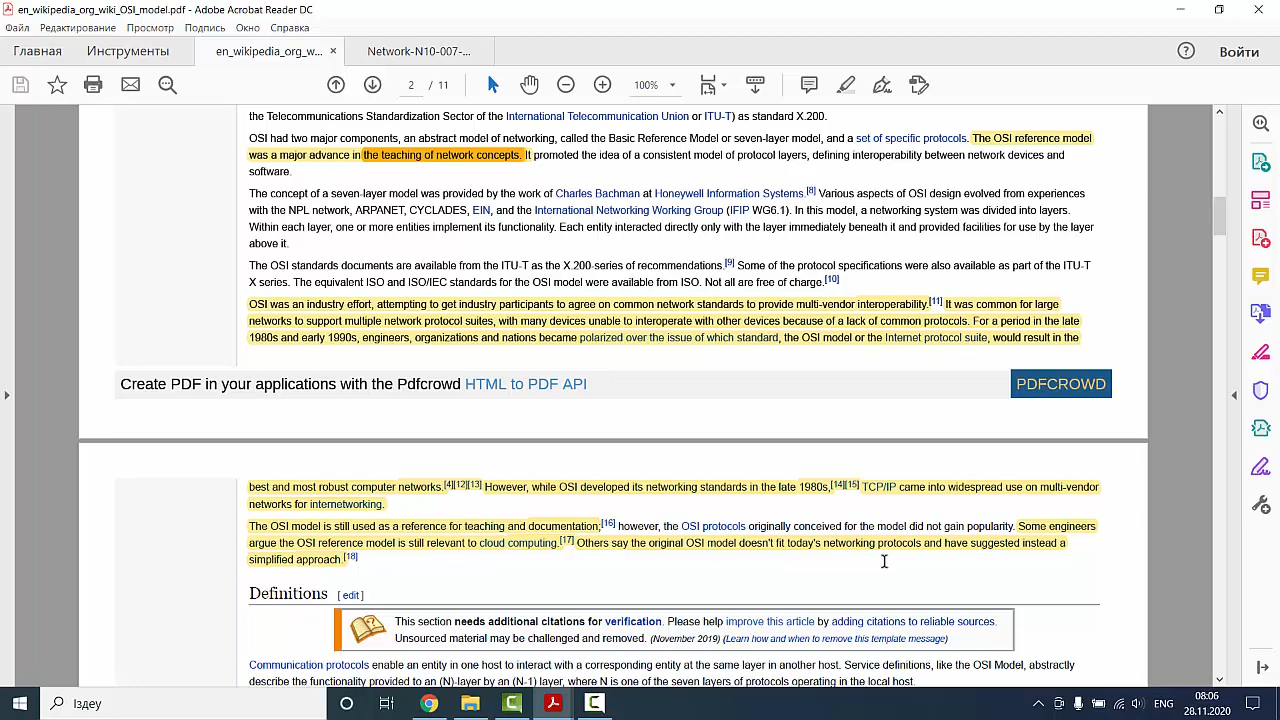 en_wikipedia_org_wiki_OSI_model.pdf - Adobe Acrobat Reader DC
Файл Редактирование Просмотр Подпись Окно Справка
Главная Инструменты en_wikipedia_org_w... × Network-N10-007-... Войти
2 / 11 100%
the Telecommunications Standardization Sector of the International Telecommunication Union or ITU-T) as standard X.200.
OSI had two major components, an abstract model of networking, called the Basic Reference Model or seven-layer model, and a set of specific protocols. The OSI reference model
was a major advance in the teaching of network concepts. It promoted the idea of a consistent model of protocol layers, defining interoperability between network devices and
software.
The concept of a seven-layer model was provided by the work of Charles Bachman at Honeywell Information Systems.[8] Various aspects of OSI design evolved from experiences
with the NPL network, ARPANET, CYCLADES, EIN, and the International Networking Working Group (IFIP WG6.1). In this model, a networking system was divided into layers.
Within each layer, one or more entities implement its functionality. Each entity interacted directly only with the layer immediately beneath it and provided facilities for use by the layer
above it.
The OSI standards documents are available from the ITU-T as the X.200-series of recommendations.[9] Some of the protocol specifications were also available as part of the ITU-T
X series. The equivalent ISO and ISO/IEC standards for the OSI model were available from ISO. Not all are free of charge.[10]
OSI was an industry effort, attempting to get industry participants to agree on common network standards to provide multi-vendor interoperability.[11] It was common for large
networks to support multiple network protocol suites, with many devices unable to interoperate with other devices because of a lack of common protocols. For a period in the late
1980s and early 1990s, engineers, organizations and nations became polarized over the issue of which standard, the OSI model or the Internet protocol suite, would result in the
Create PDF in your applications with the Pdfcrowd HTML to PDF API PDFCROWD
best and most robust computer networks.[4][12][13] However, while OSI developed its networking standards in the late 1980s,[14][15] TCP/IP came into widespread use on multi-vendor
networks for internetworking.
The OSI model is still used as a reference for teaching and documentation;[16] however, the OSI protocols originally conceived for the model did not gain popularity. Some engineers
argue the OSI reference model is still relevant to cloud computing.[17] Others say the original OSI model doesn't fit today's networking protocols and have suggested instead a
simplified approach.[18]
Definitions [ edit ]
This section needs additional citations for verification. Please help improve this article by adding citations to reliable sources.
Unsourced material may be challenged and removed. (November 2019) (Learn how and when to remove this template message)
Communication protocols enable an entity in one host to interact with a corresponding entity at the same layer in another host. Service definitions, like the OSI Model, abstractly
describe the functionality provided to an (N)-layer by an (N-1) layer, where N is one of the seven layers of protocols operating in the local host.
Іздеу ENG 08:06
28.11.2020